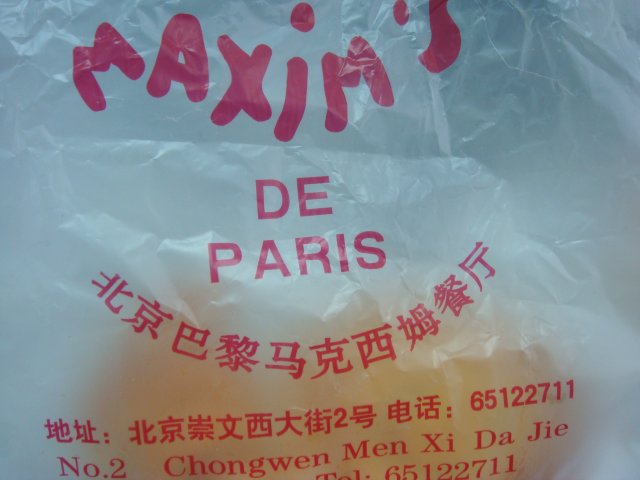 MAXiM'S
DE
PARIS
北京巴黎马克西姆餐厅
地址：北京崇文西大街2号 电话：65122711
No.2 Chongwen Men Xi Da Jie
Tel: 65122711